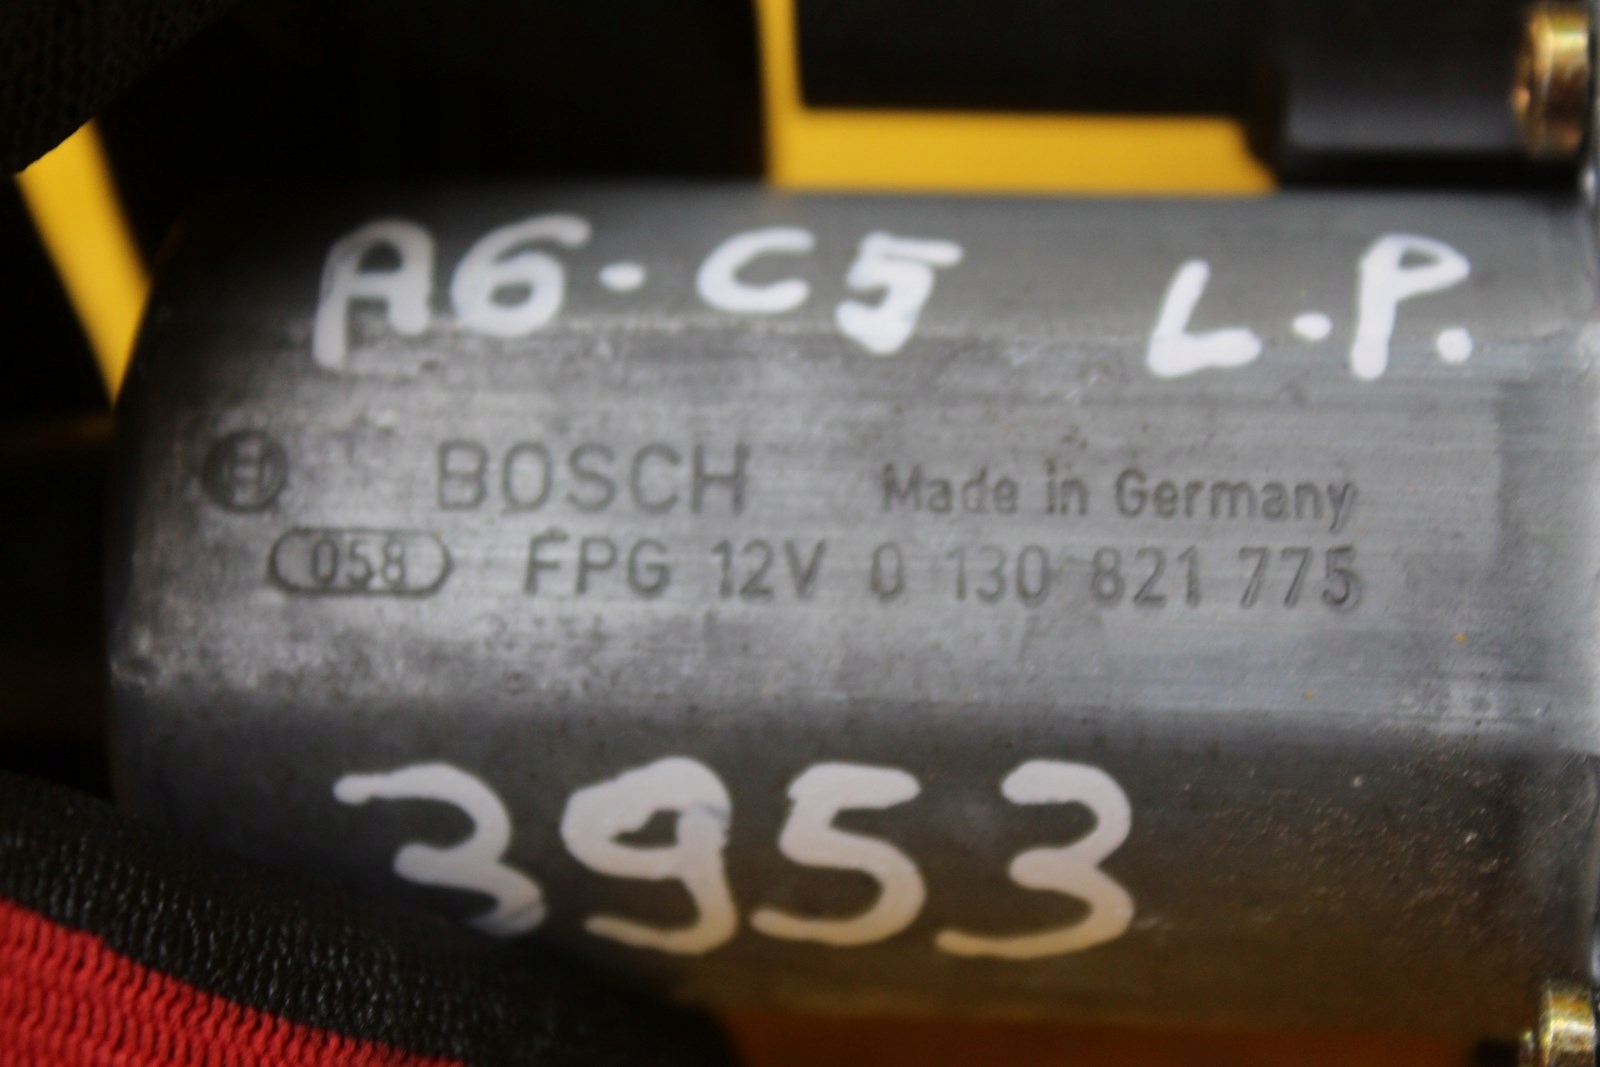 A6-C5 L.P.
BOSCH Made in Germany
058 FPG 12V 0 130 821 775
3953